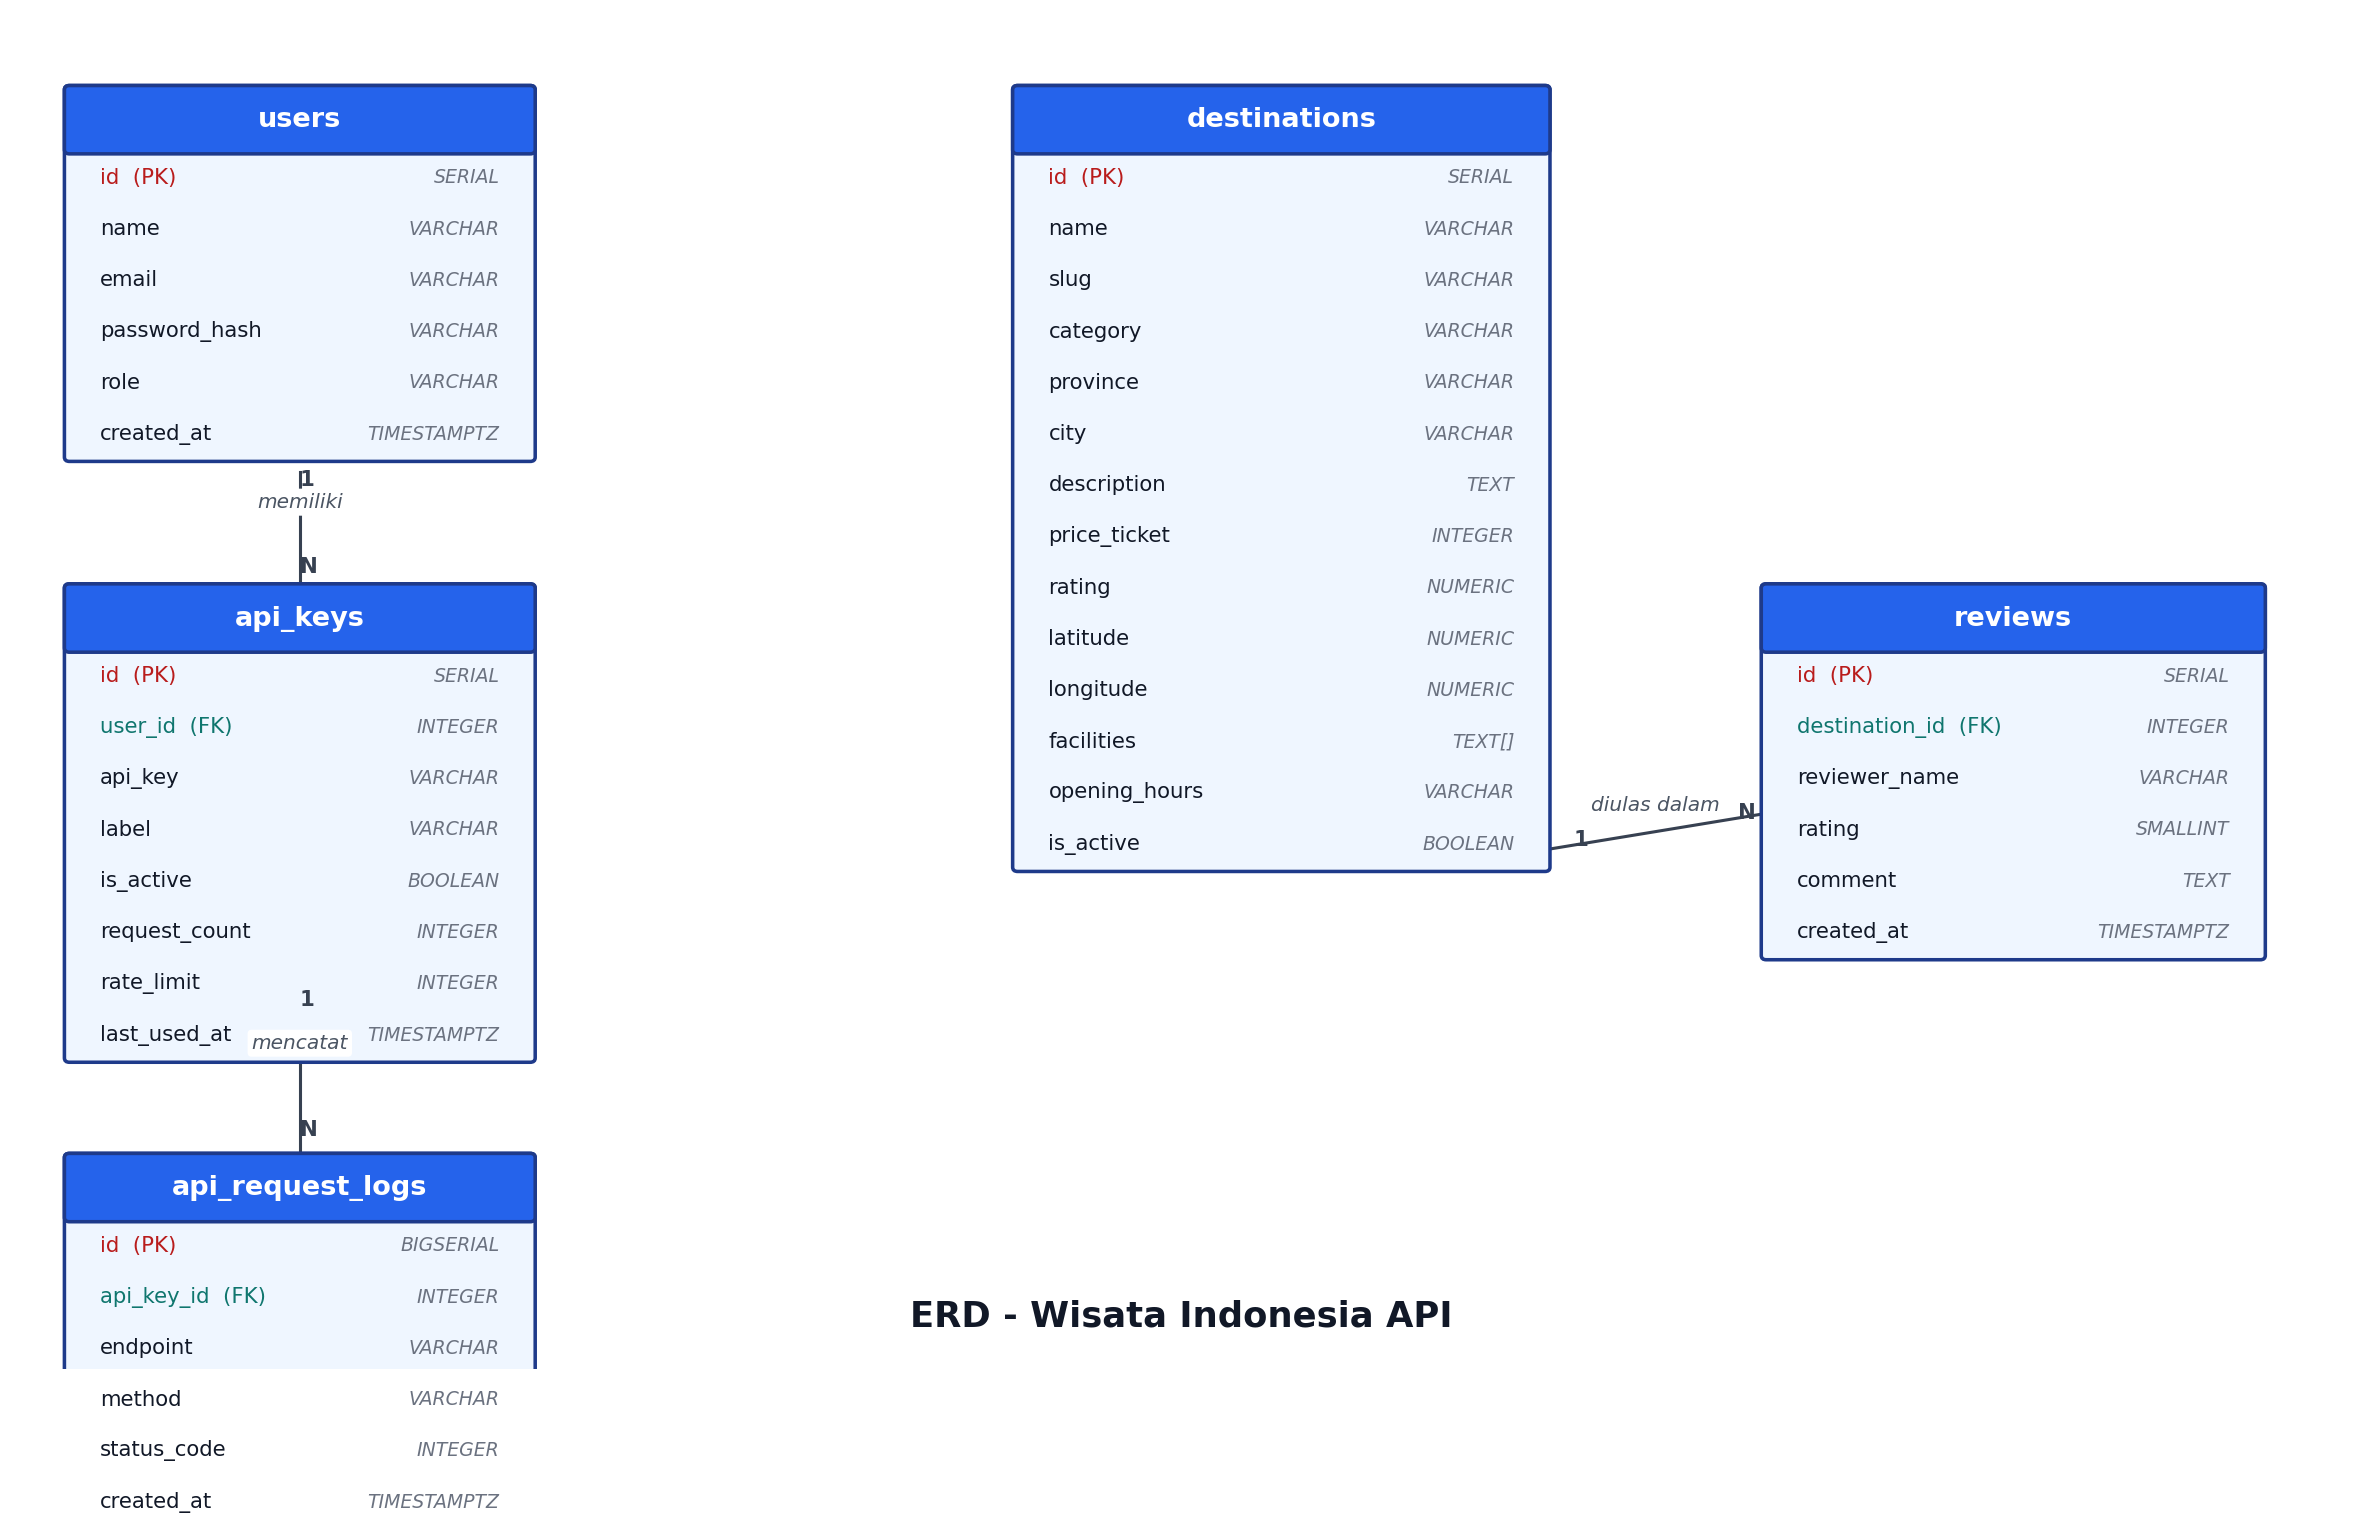 users
id (PK) SERIAL
name VARCHAR
email VARCHAR
password_hash VARCHAR
role VARCHAR
created_at TIMESTAMPTZ
1
memiliki
N
api_keys
id (PK) SERIAL
user_id (FK) INTEGER
api_key VARCHAR
label VARCHAR
is_active BOOLEAN
request_count INTEGER
rate_limit INTEGER
1
last_used_at TIMESTAMPTZ
mencatat
N
api_request_logs
id (PK) BIGSERIAL
api_key_id (FK) INTEGER
endpoint VARCHAR
method VARCHAR
status_code INTEGER
created_at TIMESTAMPTZ
destinations
id (PK) SERIAL
name VARCHAR
slug VARCHAR
category VARCHAR
province VARCHAR
city VARCHAR
description TEXT
price_ticket INTEGER
rating NUMERIC
latitude NUMERIC
longitude NUMERIC
facilities TEXT[]
opening_hours VARCHAR
is_active BOOLEAN
1
diulas dalam
N
reviews
id (PK) SERIAL
destination_id (FK) INTEGER
reviewer_name VARCHAR
rating SMALLINT
comment TEXT
created_at TIMESTAMPTZ
ERD - Wisata Indonesia API